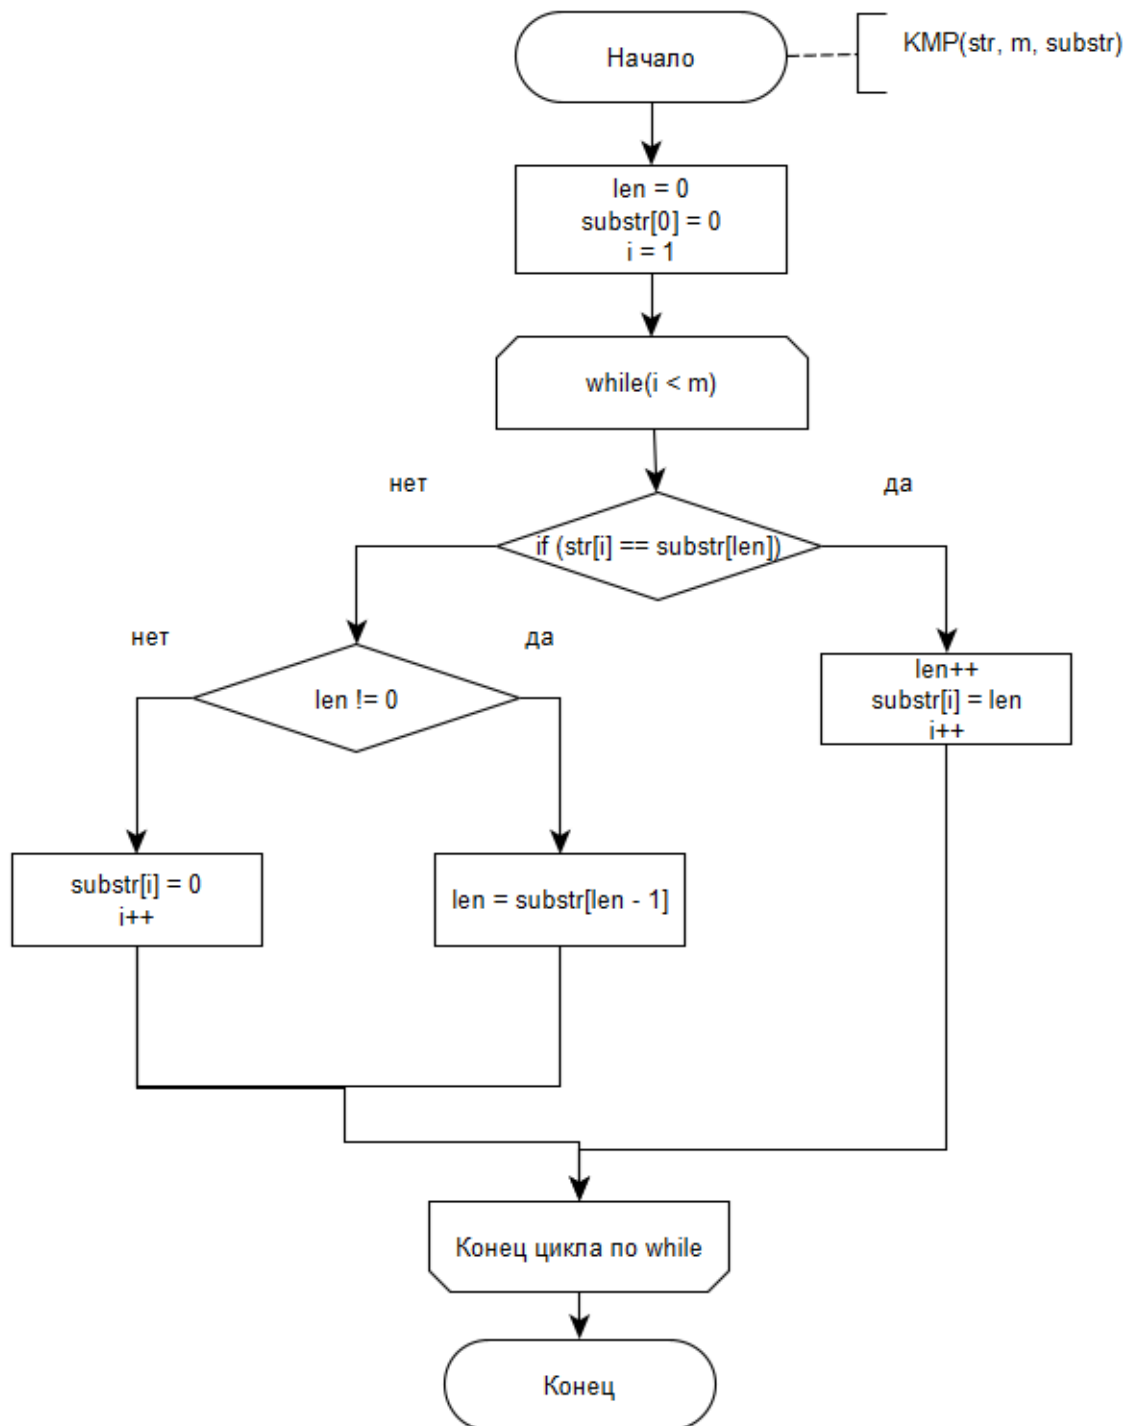 Начало
KMP(str, m, substr)
len = 0
substr[0] = 0
i = 1
while(i < m)
нет
да
if (str[i] == substr[len])
нет
да
len != 0
len++
substr[i] = len
i++
substr[i] = 0
i++
len = substr[len - 1]
Конец цикла по while
Конец